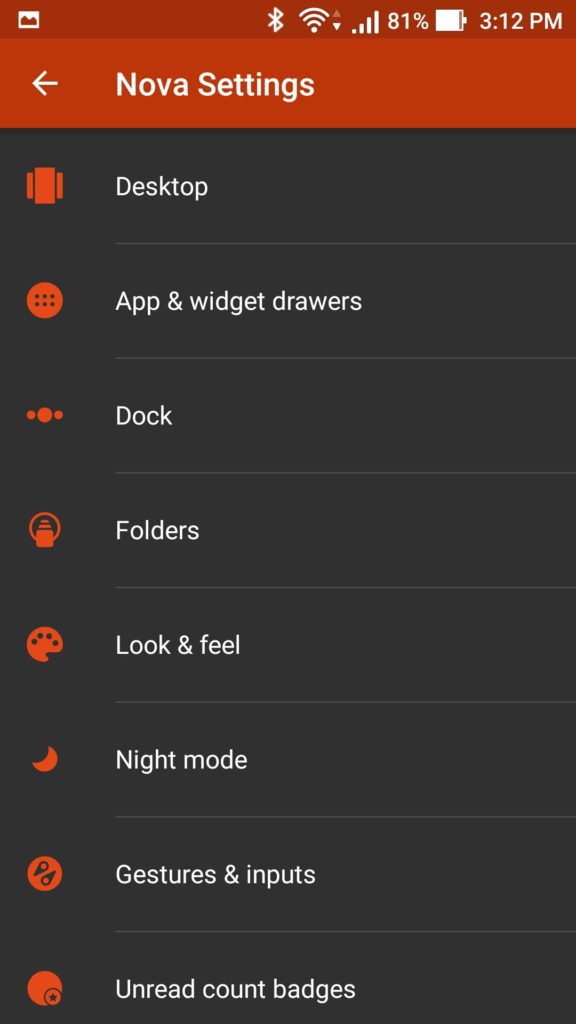 81% 3:12 PM
Nova Settings
Desktop
App & widget drawers
Dock
Folders
Look & feel
Night mode
Gestures & inputs
Unread count badges